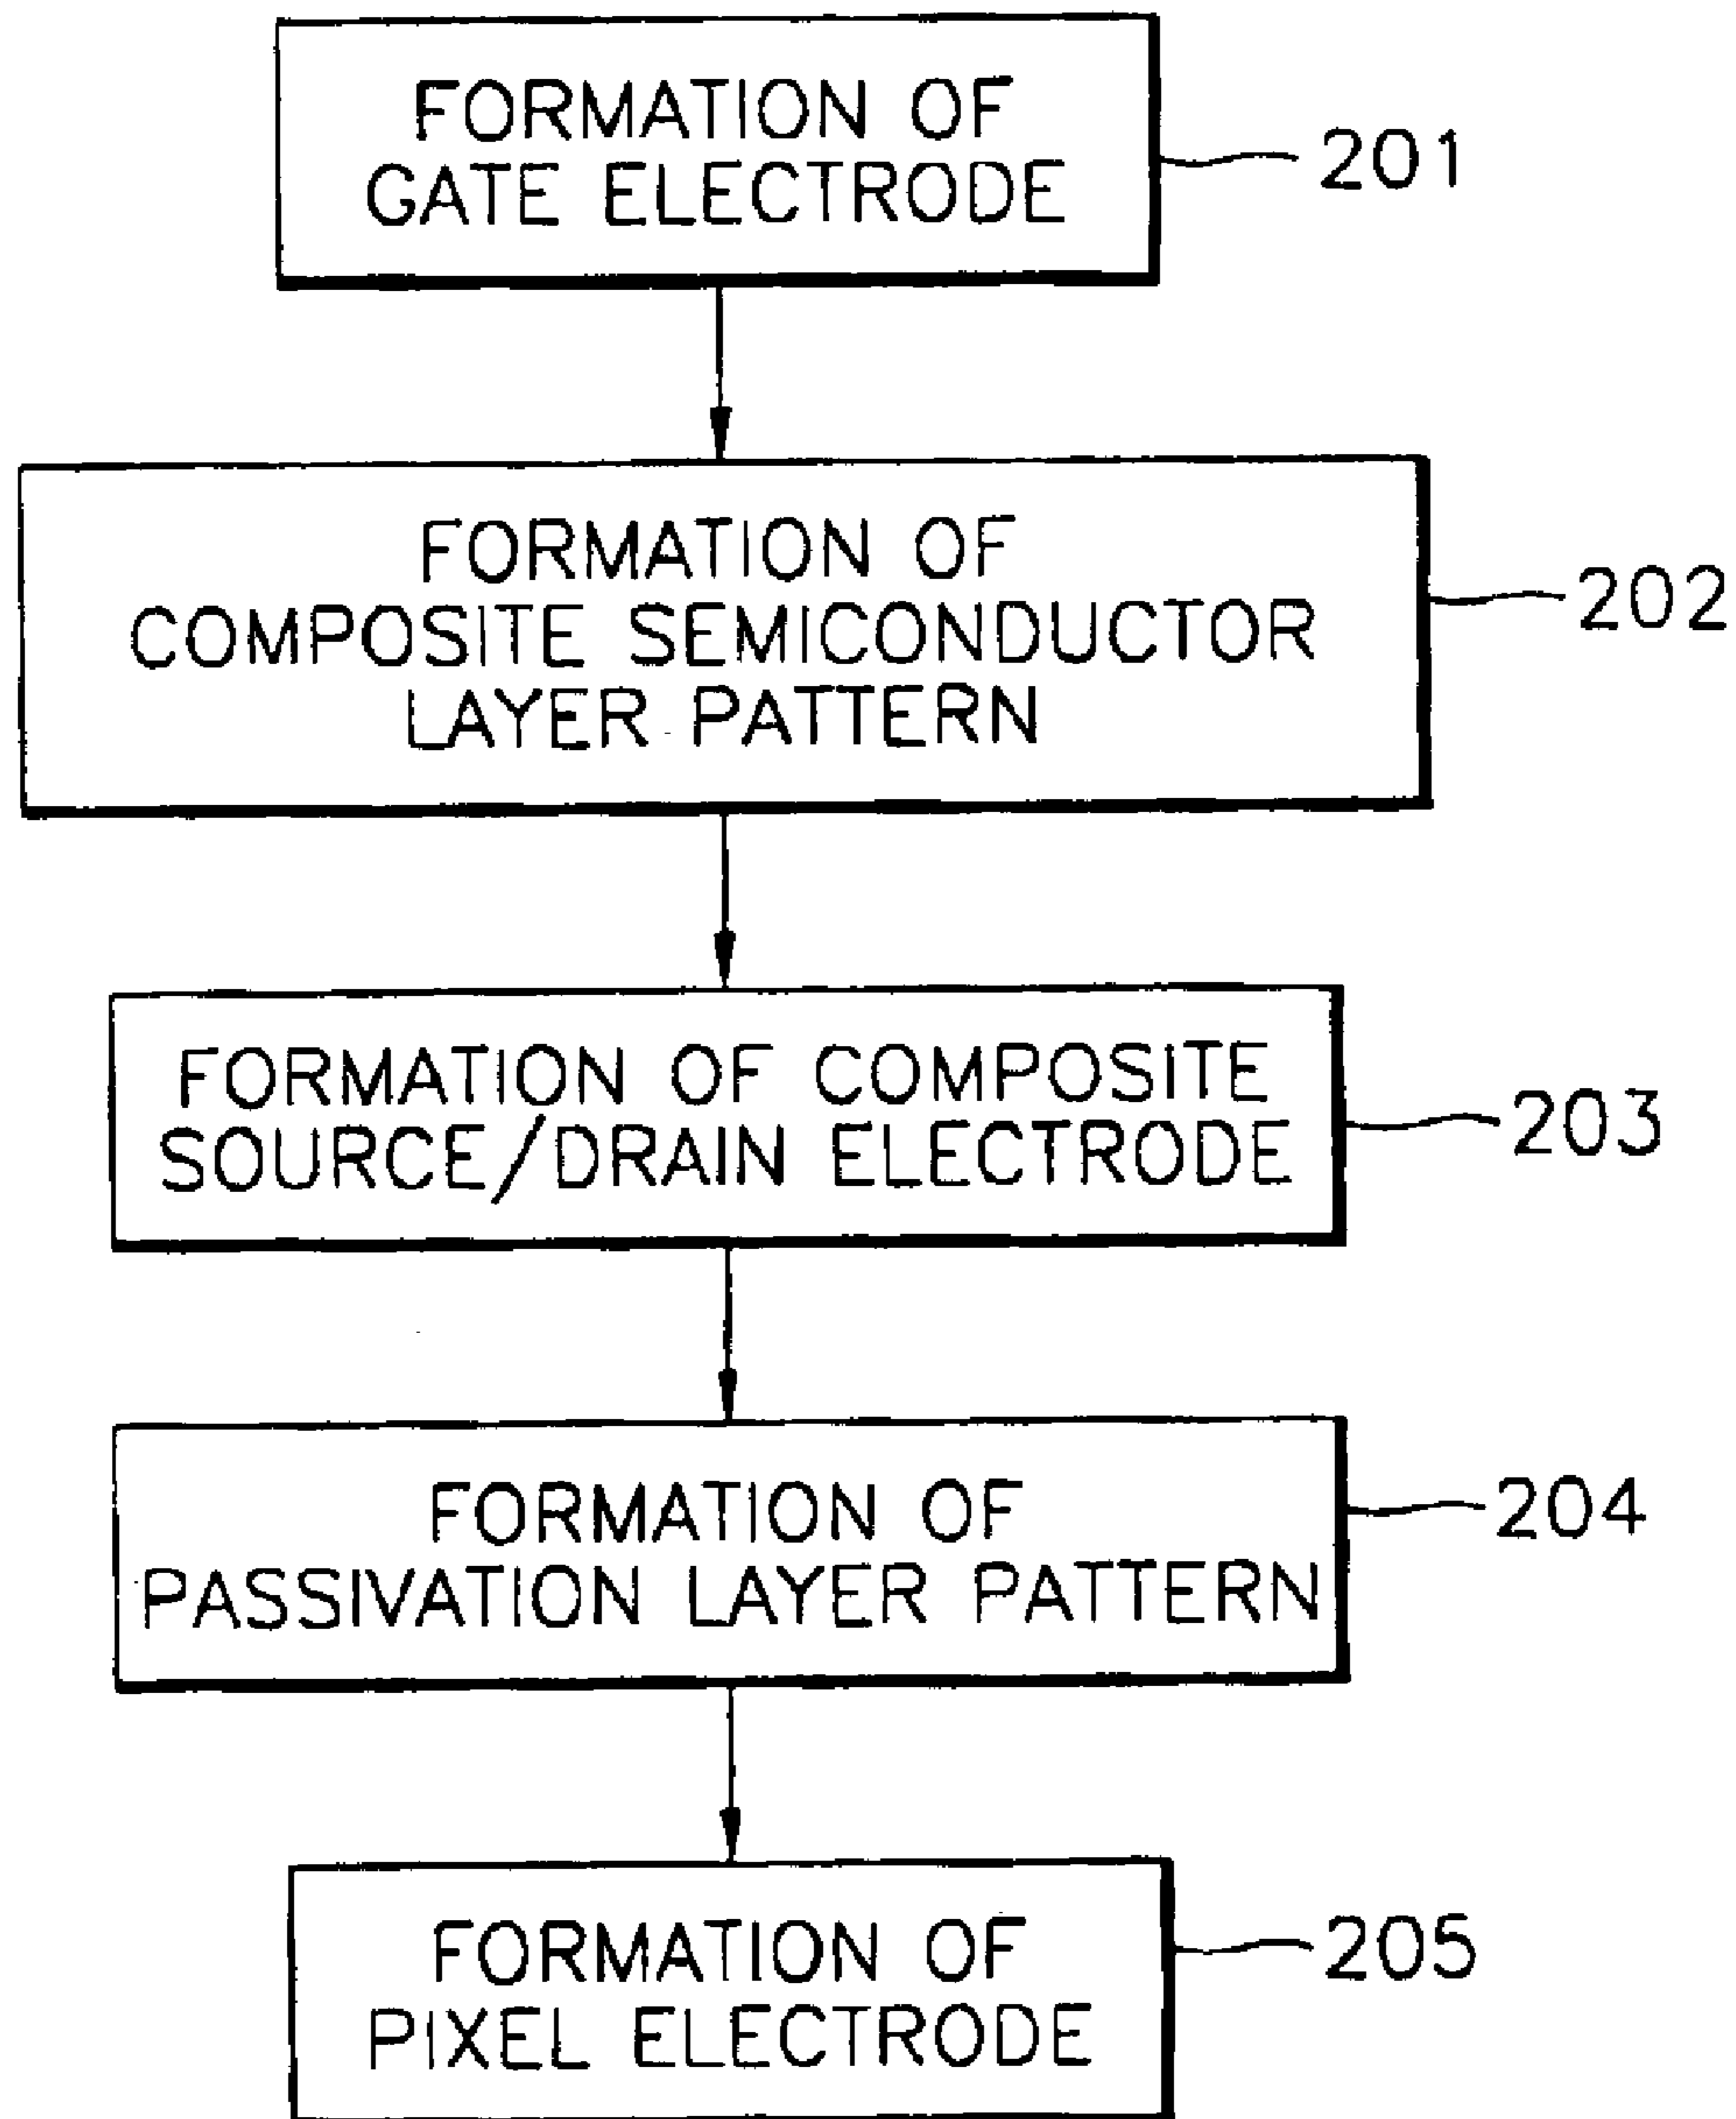 FORMATION OF
GATE ELECTRODE
201
FORMATION OF
COMPOSITE SEMICONDUCTOR
LAYER PATTERN
202
FORMATION OF COMPOSITE
SOURCE/DRAIN ELECTRODE
203
FORMATION OF
PASSIVATION LAYER PATTERN
204
FORMATION OF
PIXEL ELECTRODE
205